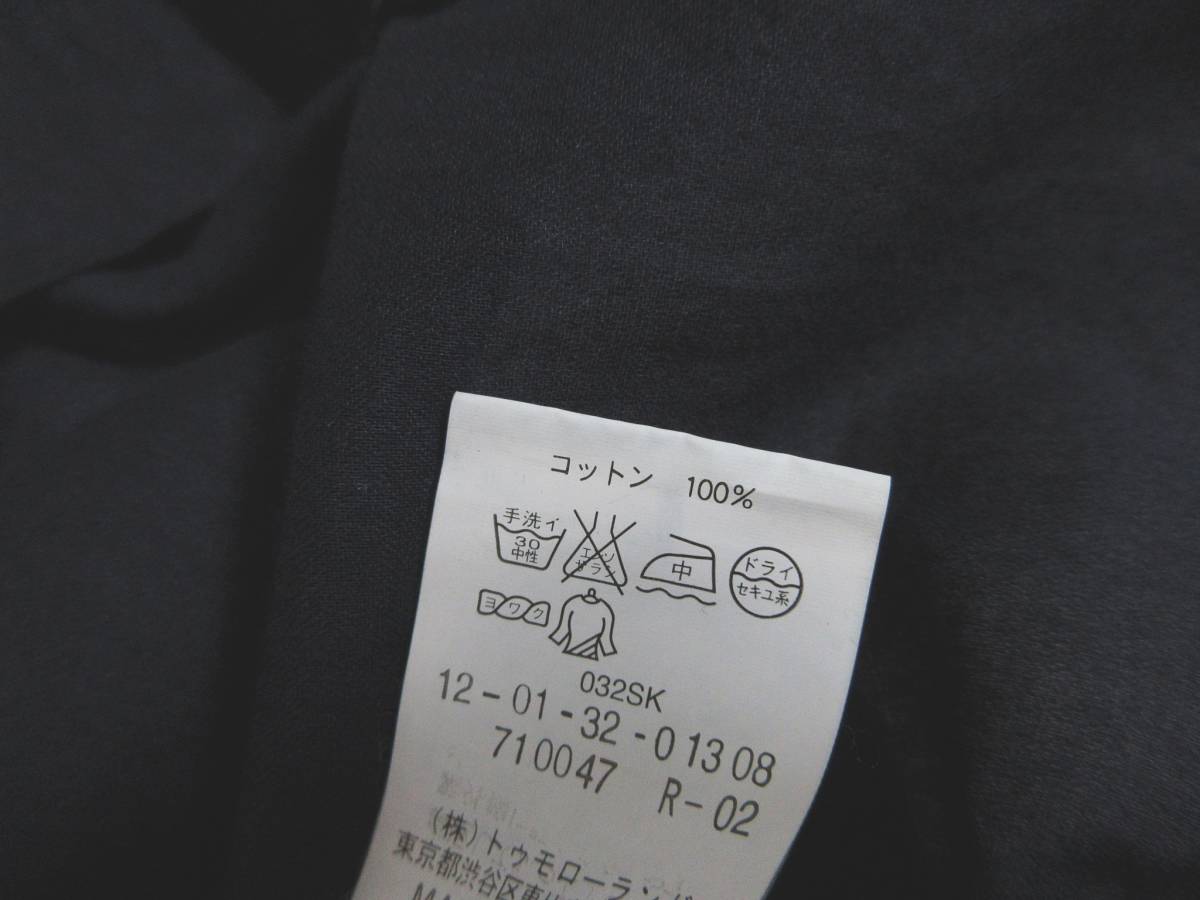 コットン 100%
手洗イ
30
中性
エンソ
サラシ
中
ドライ
セキユ系
ヨワク
032SK
12-01-32-01308
710047 R-02
(株)トゥモローランド
東京都渋谷区東